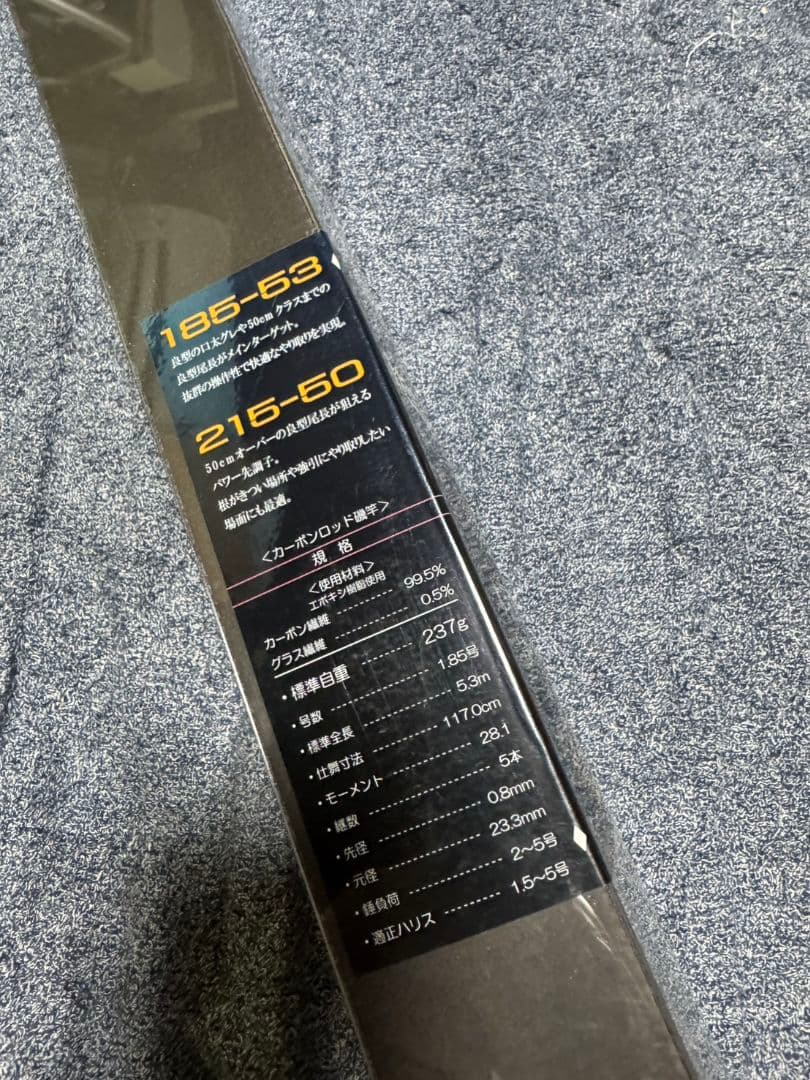 185-53
良型の口太グレや50cmクラスまでの
良型尾長がメインターゲット。
抜群の操作性で快適なやり取りを実現。
215-50
50cmオーバーの良型尾長が狙える
パワー先調子。
根がきつい場所や強引にやり取りしたい
場面にも最適。
<カーボンロッド磯竿>
規 格
<使用材料>
エポキシ樹脂使用
カーボン繊維 ---------- 99.5%
グラス繊維 ---------- 0.5%
・標準自重 ------- 237g
・号数 ------------- 1.85号
・標準全長 ------------- 5.3m
・仕舞寸法 ---------- 117.0cm
・モーメント ------------- 28.1
・継数 ------------------ 5本
・先径 --------------- 0.8mm
・元径 -------------- 23.3mm
・錘負荷 ------------- 2〜5号
・適正ハリス -------- 1.5〜5号